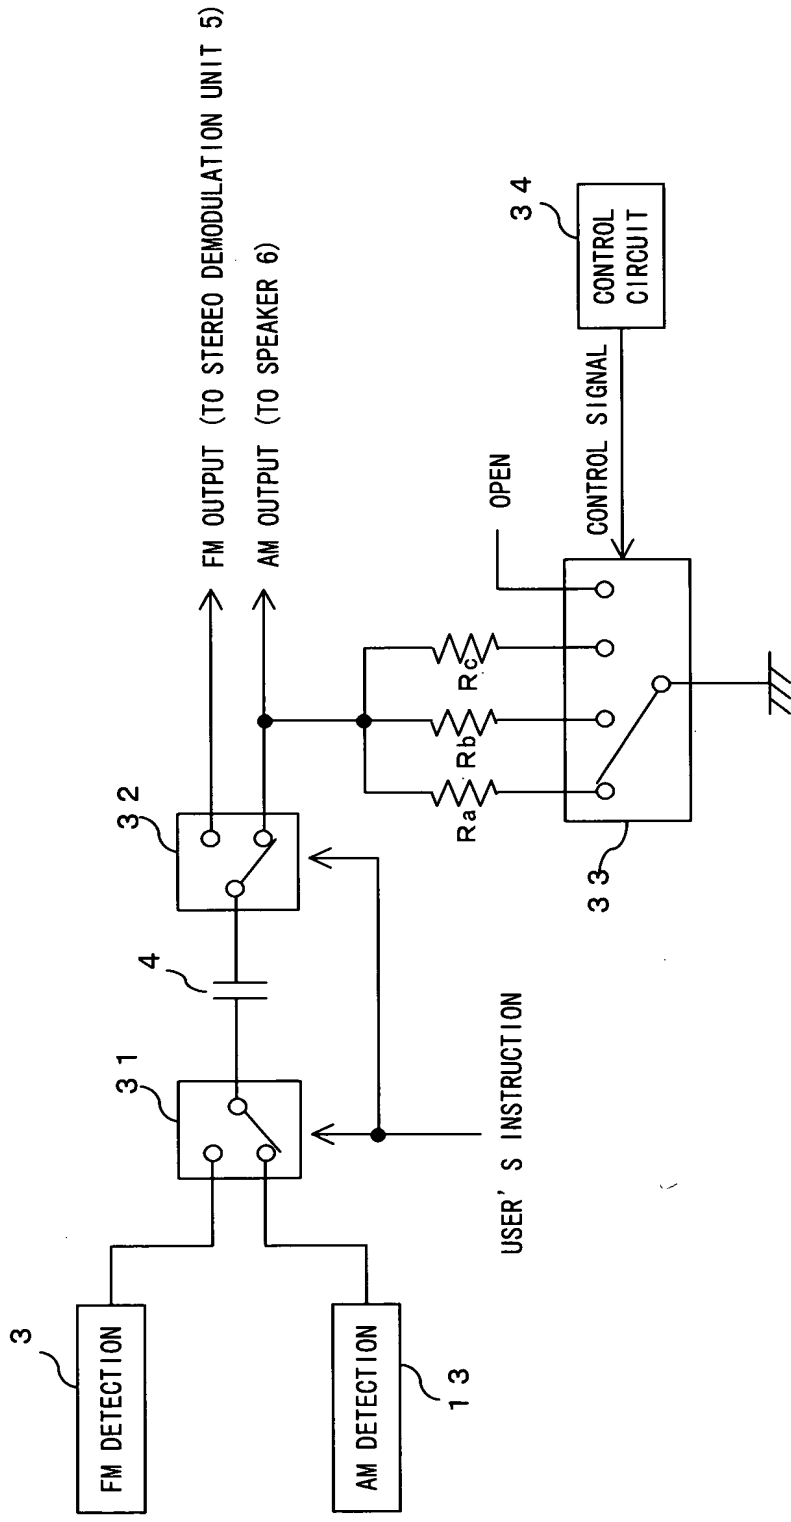 3
FM DETECTION
AM DETECTION
13
31
4
32
USER'S INSTRUCTION
FM OUTPUT (TO STEREO DEMODULATION UNIT 5)
AM OUTPUT (TO SPEAKER 6)
Ra
Rb
Rc
OPEN
33
CONTROL SIGNAL
34
CONTROL
CIRCUIT